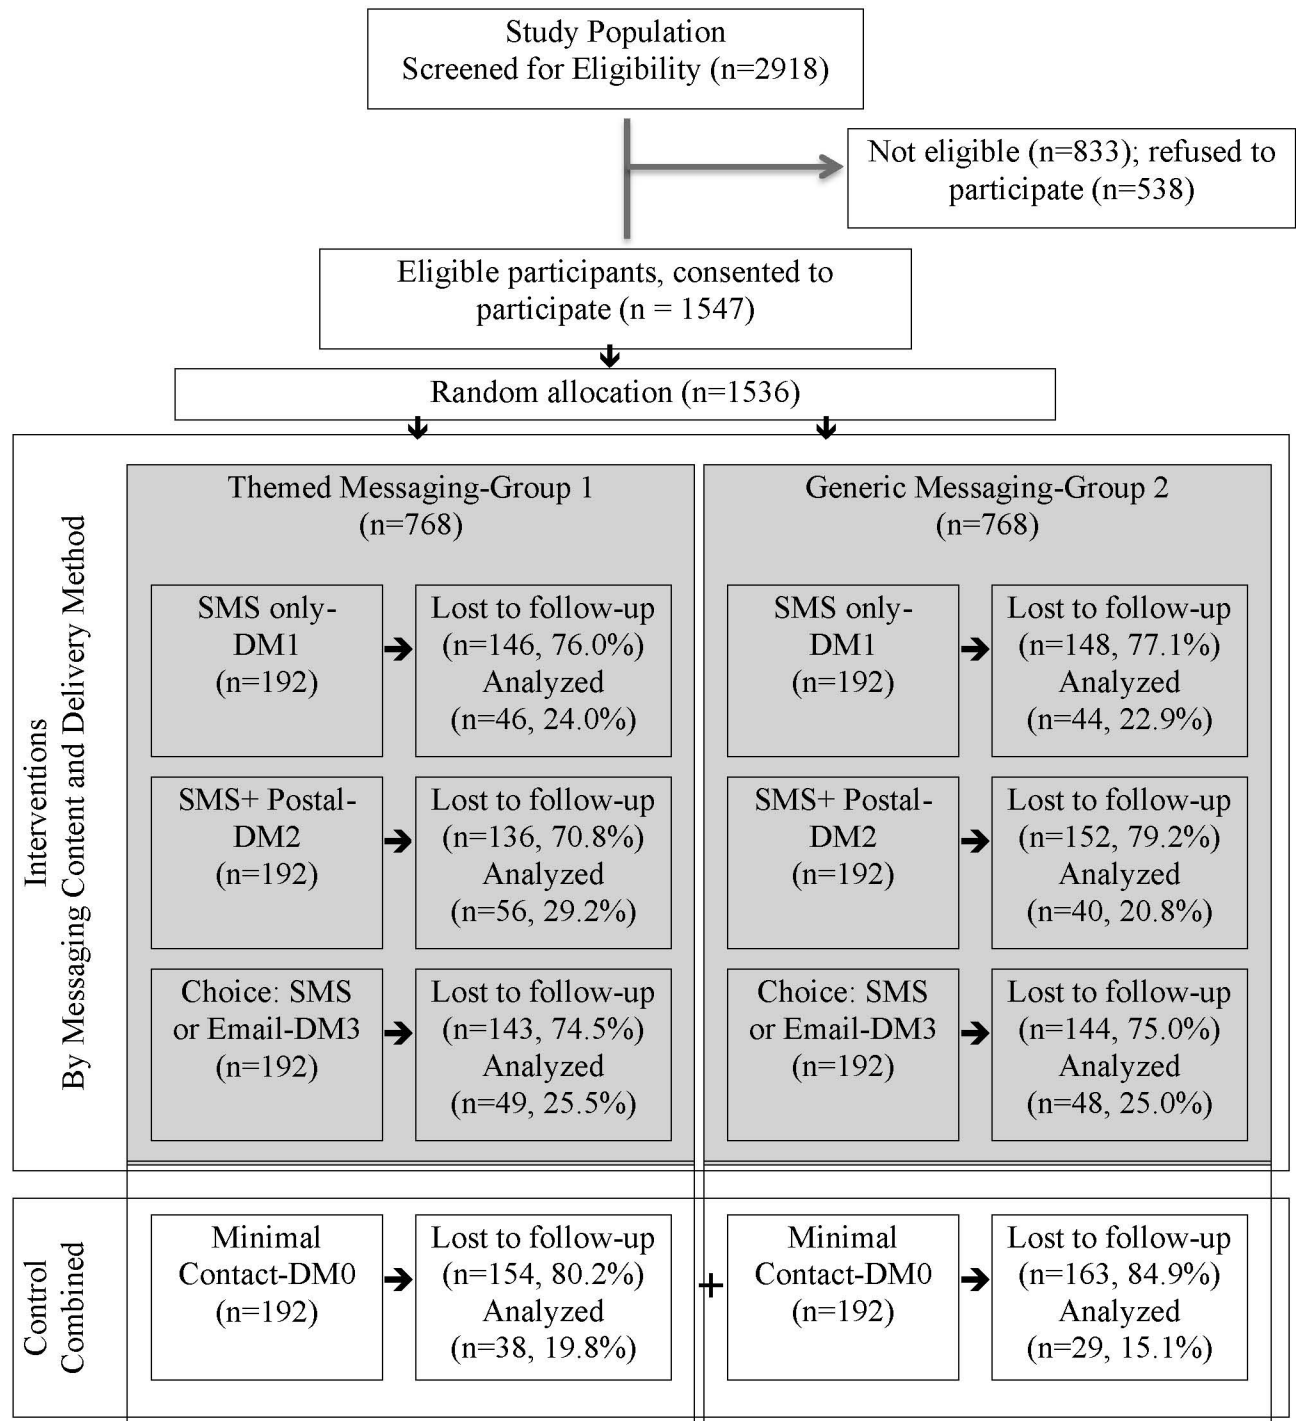 Study Population
Screened for Eligibility (n=2918)
Not eligible (n=833); refused to
participate (n=538)
Eligible participants, consented to
participate (n = 1547)
Random allocation (n=1536)
Interventions
By Messaging Content and Delivery Method
Themed Messaging-Group 1
(n=768)
SMS only-
DM1
(n=192)
Lost to follow-up
(n=146, 76.0%)
Analyzed
(n=46, 24.0%)
SMS+ Postal-
DM2
(n=192)
Lost to follow-up
(n=136, 70.8%)
Analyzed
(n=56, 29.2%)
Choice: SMS
or Email-DM3
(n=192)
Lost to follow-up
(n=143, 74.5%)
Analyzed
(n=49, 25.5%)
Generic Messaging-Group 2
(n=768)
SMS only-
DM1
(n=192)
Lost to follow-up
(n=148, 77.1%)
Analyzed
(n=44, 22.9%)
SMS+ Postal-
DM2
(n=192)
Lost to follow-up
(n=152, 79.2%)
Analyzed
(n=40, 20.8%)
Choice: SMS
or Email-DM3
(n=192)
Lost to follow-up
(n=144, 75.0%)
Analyzed
(n=48, 25.0%)
Control
Combined
Minimal
Contact-DM0
(n=192)
Lost to follow-up
(n=154, 80.2%)
Analyzed
(n=38, 19.8%)
+
Minimal
Contact-DM0
(n=192)
Lost to follow-up
(n=163, 84.9%)
Analyzed
(n=29, 15.1%)